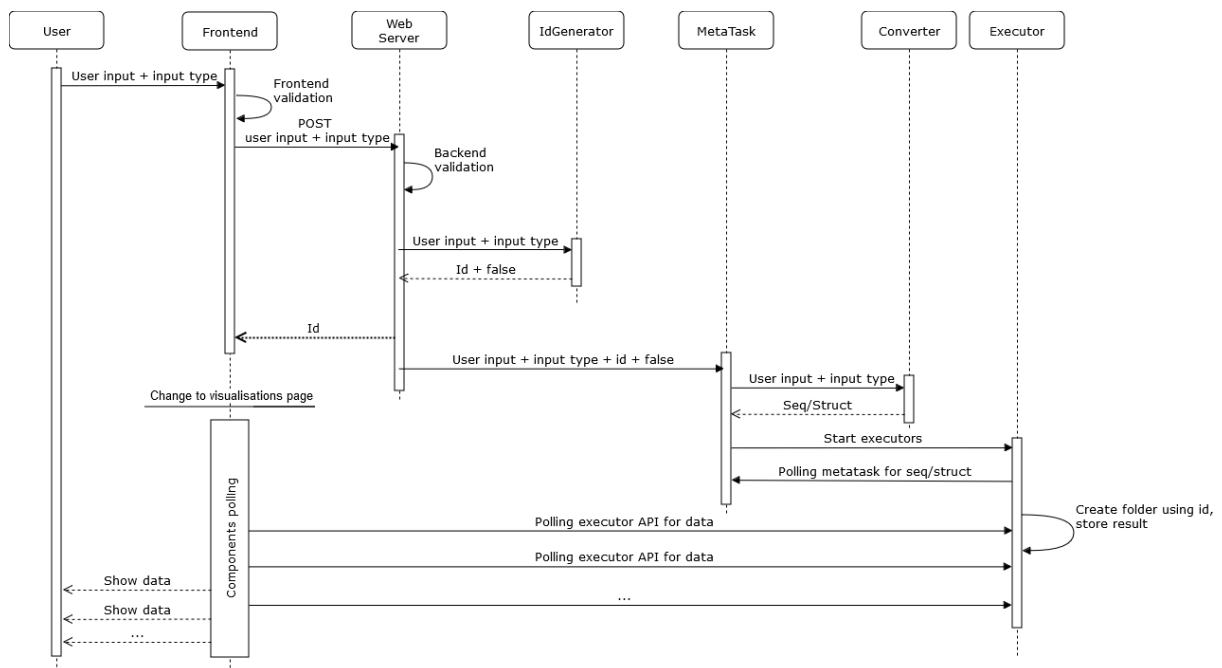 User
Frontend
Web
Server
IdGenerator
MetaTask
Converter
Executor
User input + input type
Frontend
validation
POST
user input + input type
Backend
validation
User input + input type
Id + false
Id
User input + input type + id + false
User input + input type
Change to visualisations page
Seq/Struct
Start executors
Polling metatask for seq/struct
Components polling
Create folder using id,
store result
Polling executor API for data
Polling executor API for data
Show data
...
Show data
...